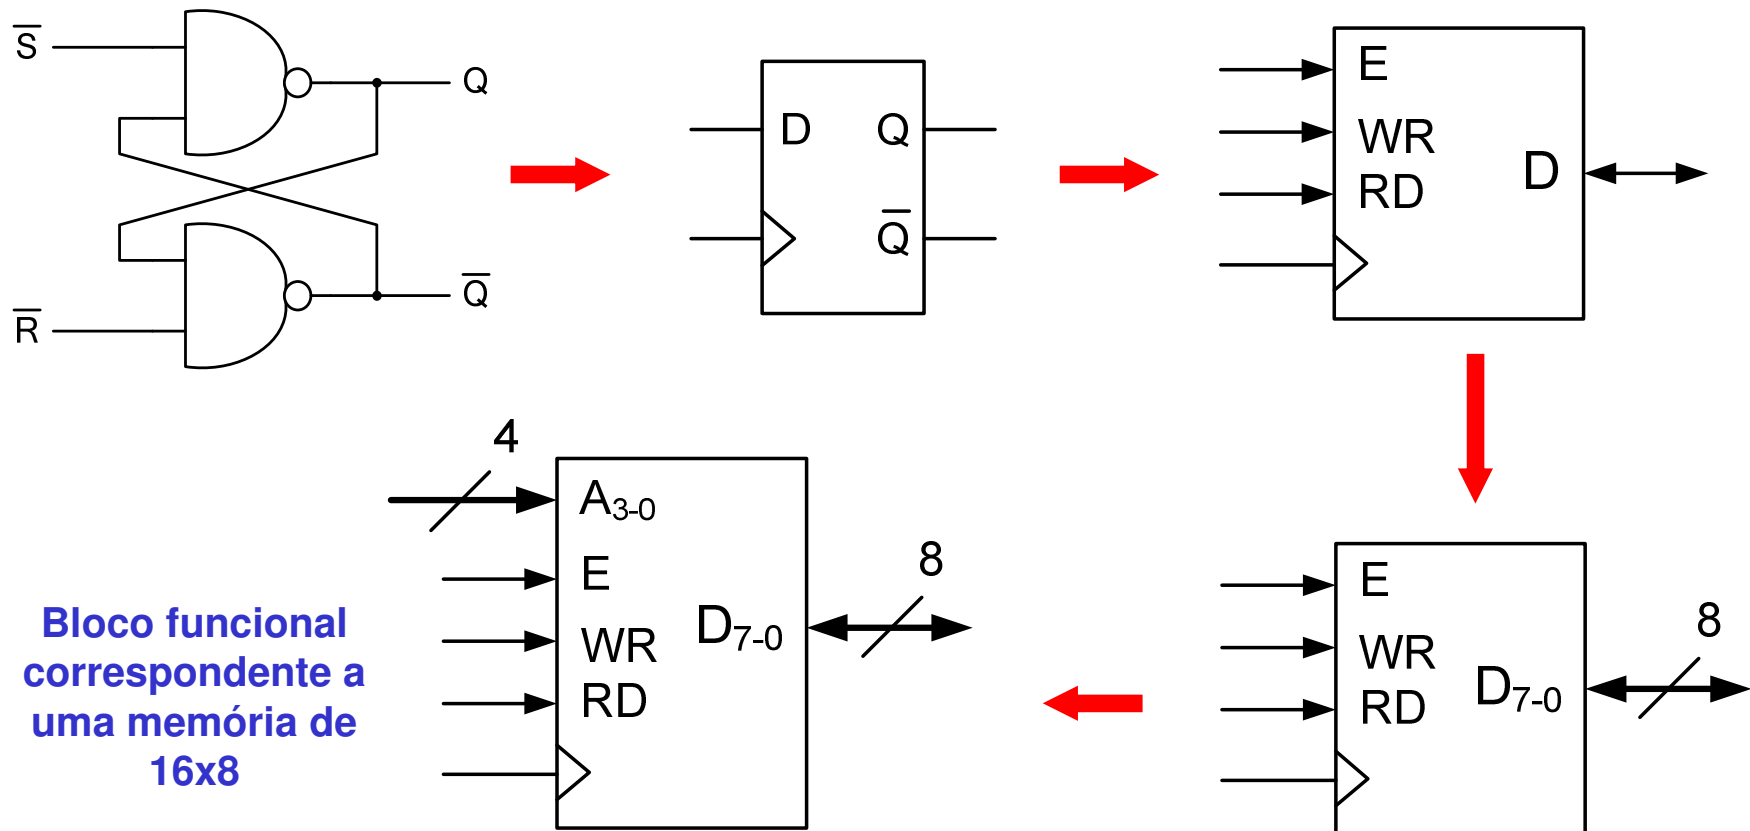 S̅
Q
R̅
Q̅
D
Q
Q̅
E
WR
RD
D
4
A3-0
E
WR
RD
D7-0
8
E
WR
RD
D7-0
8
Bloco funcional
correspondente a
uma memória de
16x8